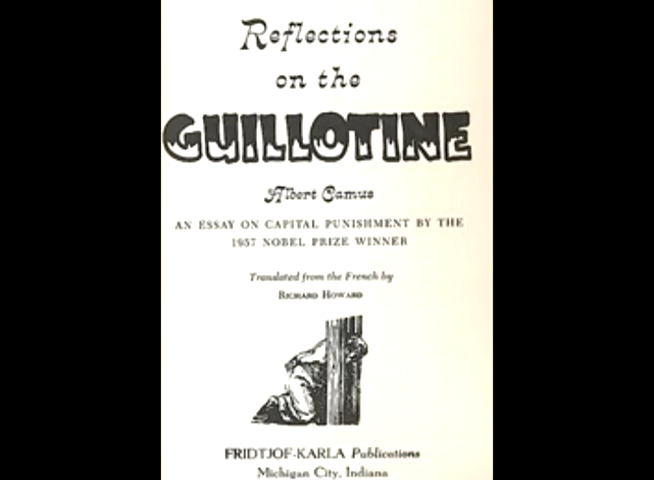 Reflections
on the
GUILLOTINE
Albert Camus
AN ESSAY ON CAPITAL PUNISHMENT BY THE
1957 NOBEL PRIZE WINNER
Translated from the French by
RICHARD HOWARD
FRIDTJOF-KARLA Publications
Michigan City, Indiana